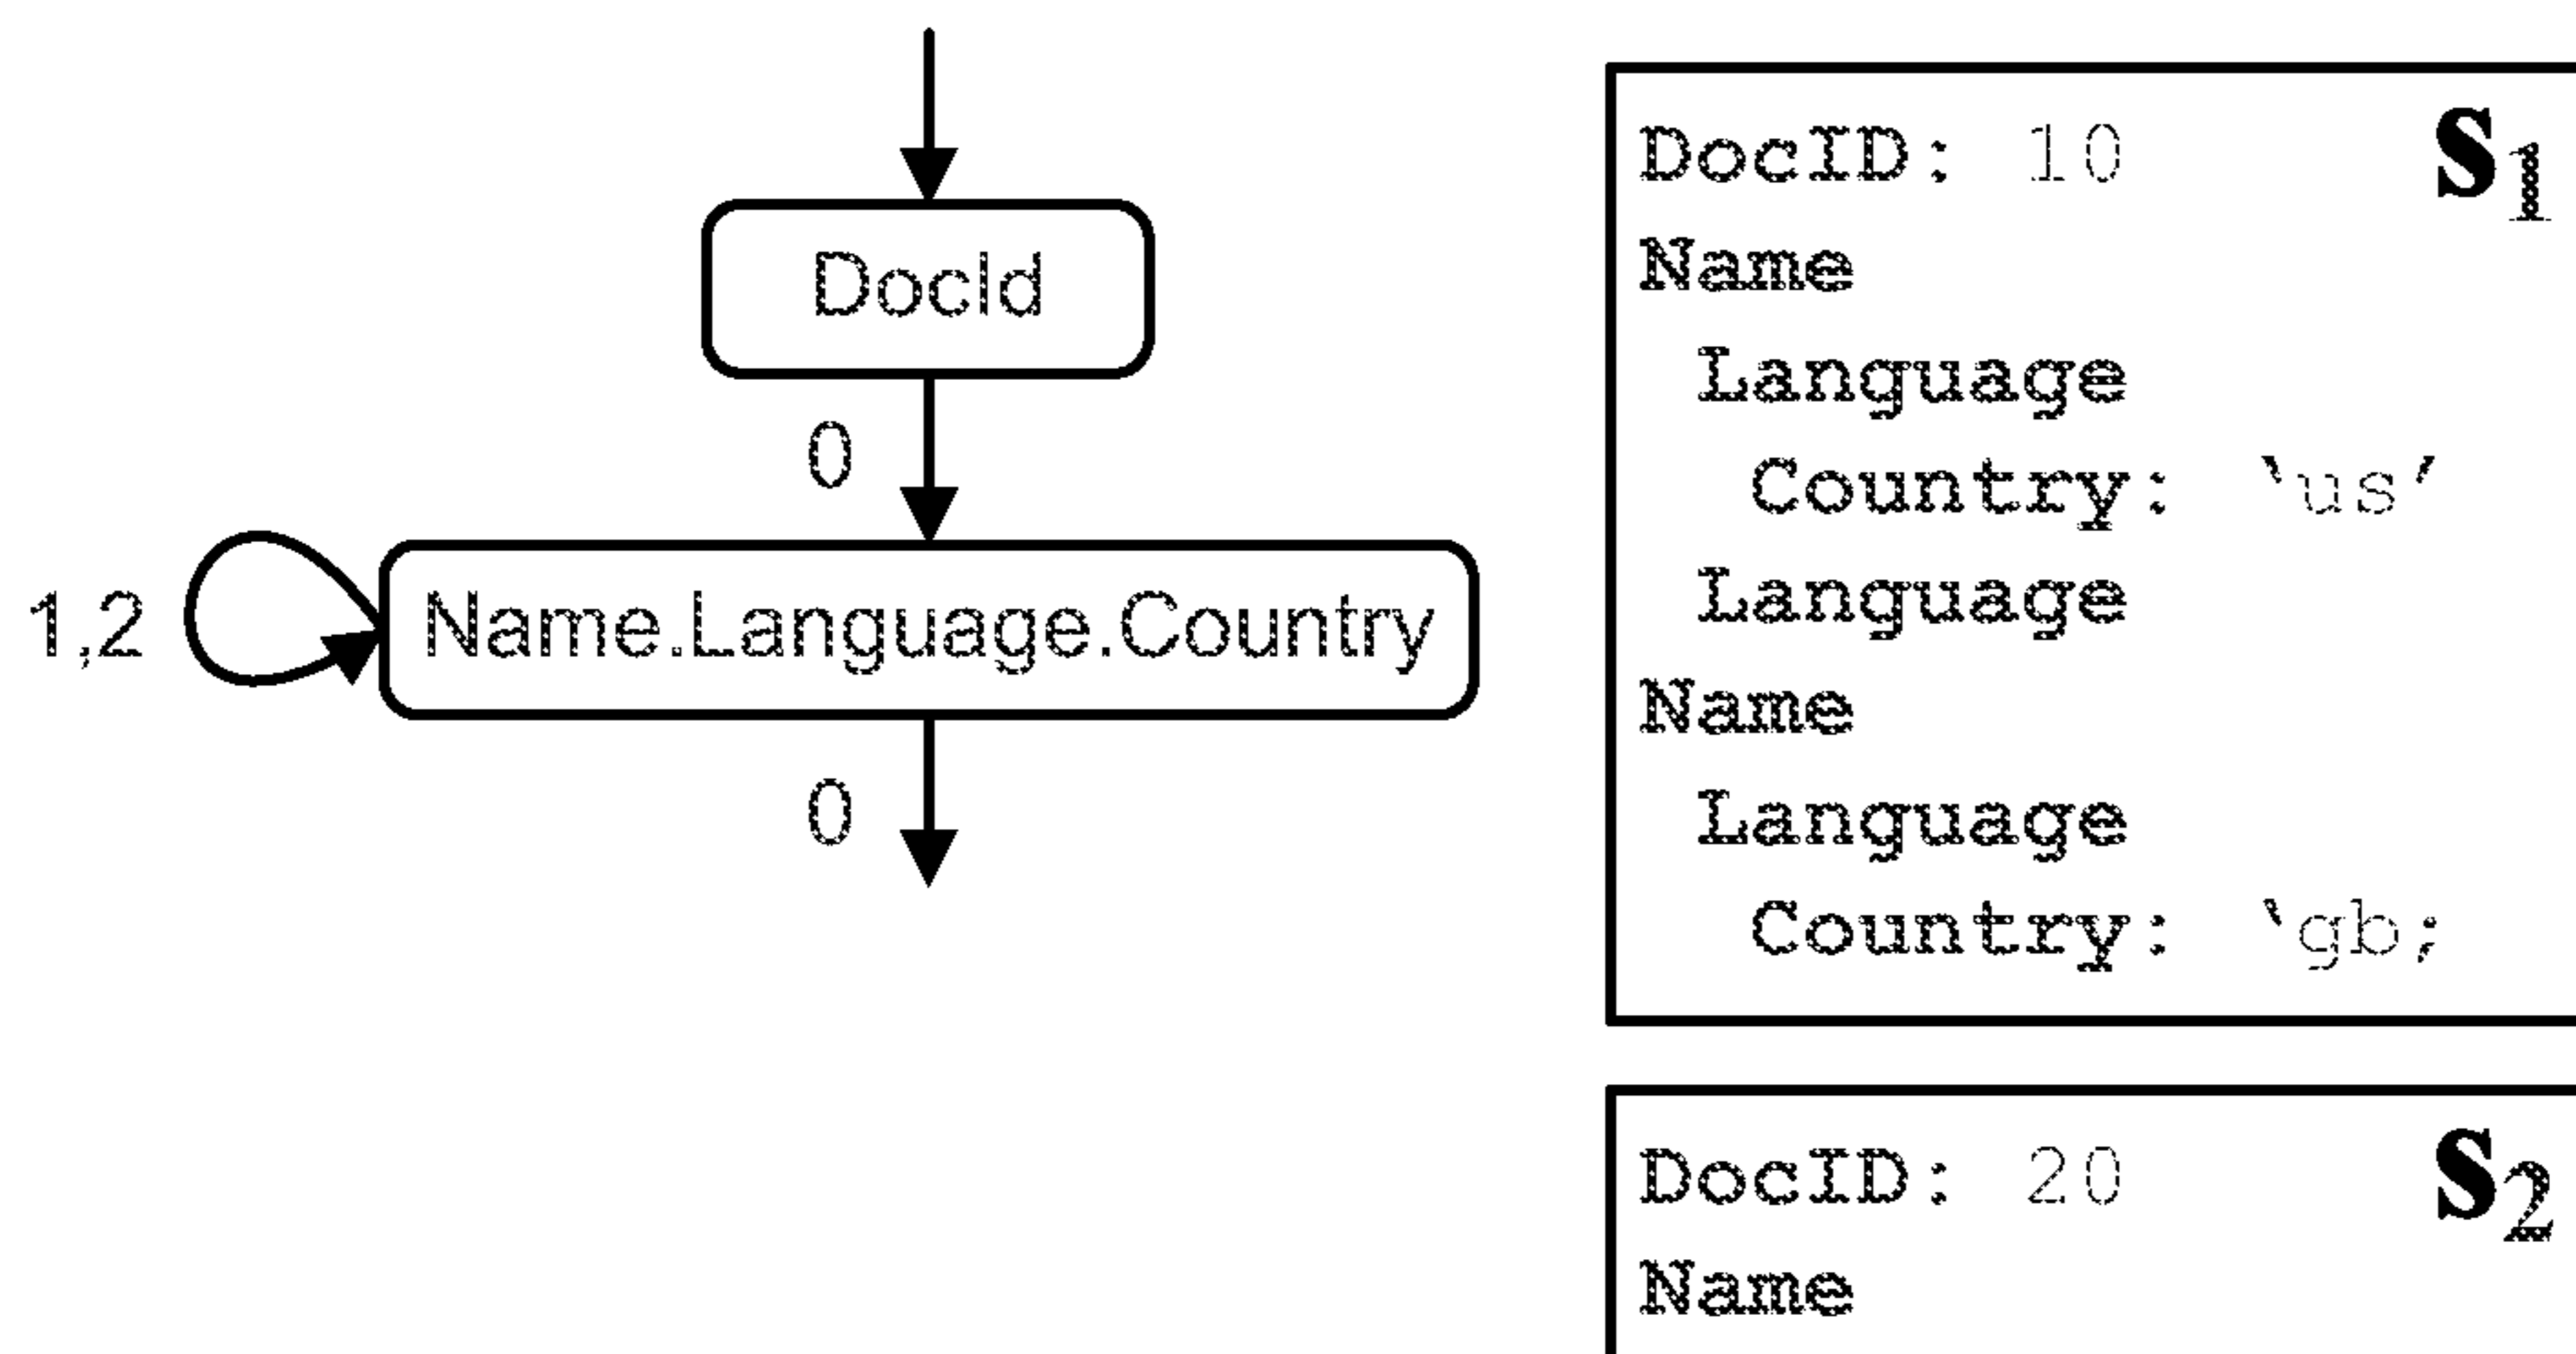 DocId
0
1,2
Name.Language.Country
0
DocID: 10 s1
Name
Language
Country: ‵us′
Language
Name
Language
Country: ‵gb;
DocID: 20 s2
Name